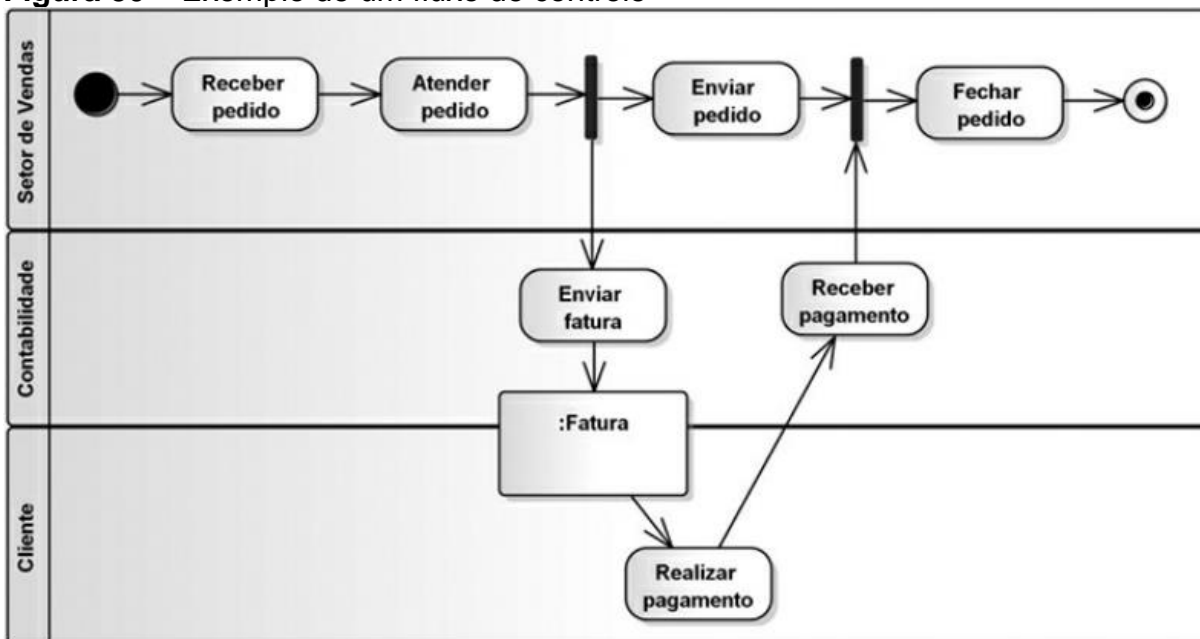 Setor de Vendas
Receber
pedido
Atender
pedido
Enviar
pedido
Fechar
pedido
Contabilidade
Enviar
fatura
Receber
pagamento
:Fatura
Cliente
Realizar
pagamento